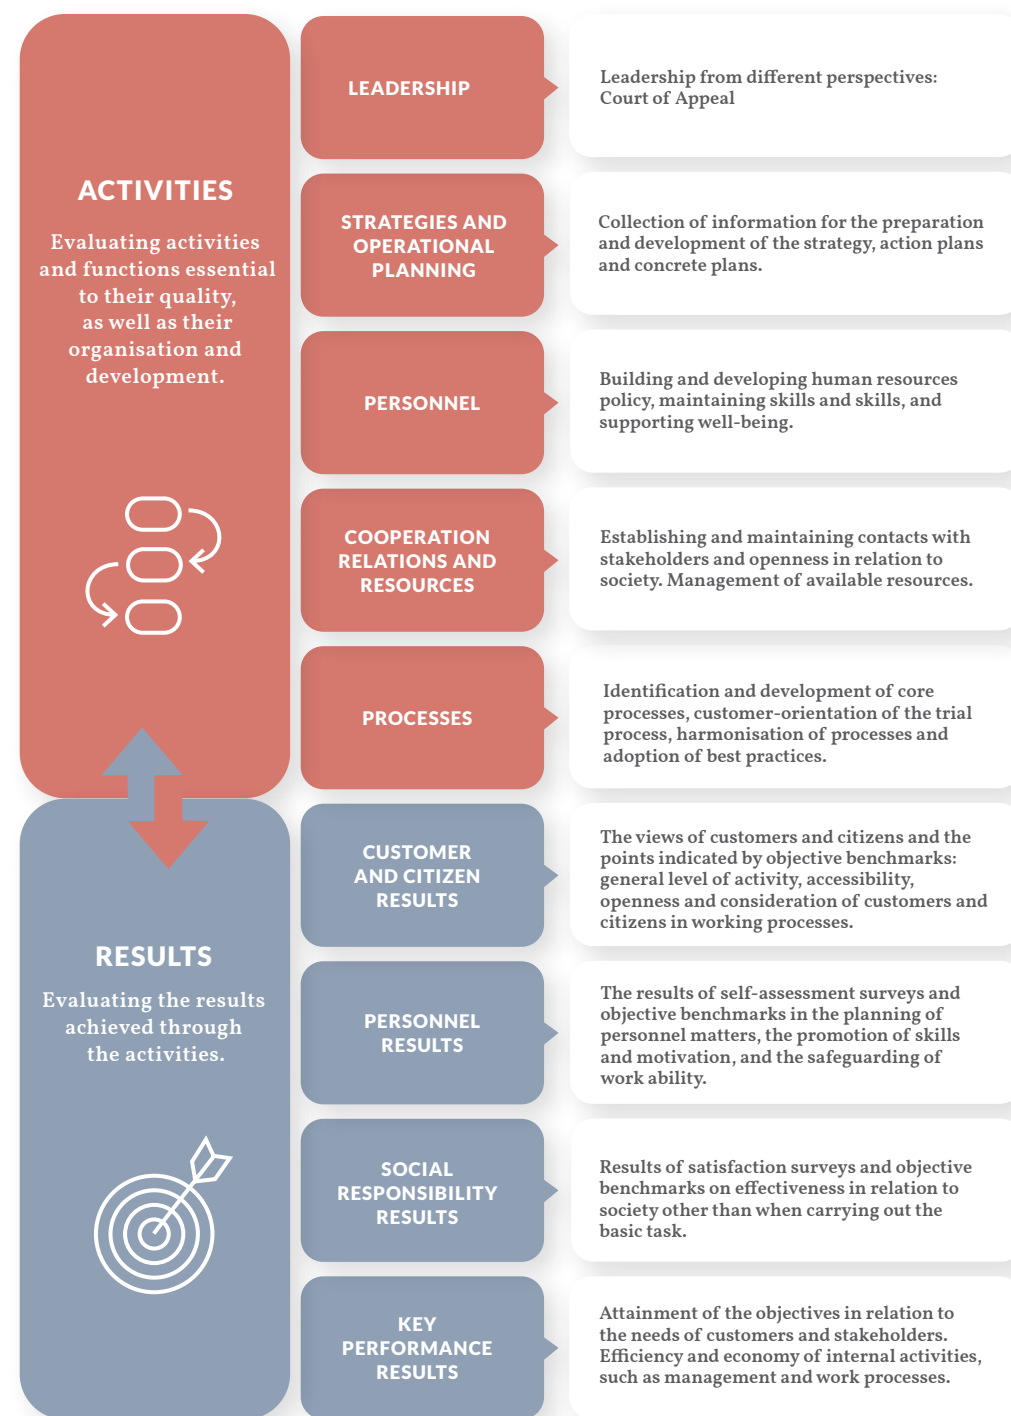 ACTIVITIES
Evaluating activities
and functions essential
to their quality,
as well as their
organisation and
development.
LEADERSHIP
Leadership from different perspectives:
Court of Appeal
STRATEGIES AND
OPERATIONAL
PLANNING
Collection of information for the preparation
and development of the strategy, action plans
and concrete plans.
PERSONNEL
Building and developing human resources
policy, maintaining skills and skills, and
supporting well-being.
COOPERATION
RELATIONS AND
RESOURCES
Establishing and maintaining contacts with
stakeholders and openness in relation to
society. Management of available resources.
PROCESSES
Identification and development of core
processes, customer-orientation of the trial
process, harmonisation of processes and
adoption of best practices.
RESULTS
Evaluating the results
achieved through
the activities.
CUSTOMER
AND CITIZEN
RESULTS
The views of customers and citizens and the
points indicated by objective benchmarks:
general level of activity, accessibility,
openness and consideration of customers and
citizens in working processes.
PERSONNEL
RESULTS
The results of self-assessment surveys and
objective benchmarks in the planning of
personnel matters, the promotion of skills
and motivation, and the safeguarding of
work ability.
SOCIAL
RESPONSIBILITY
RESULTS
Results of satisfaction surveys and objective
benchmarks on effectiveness in relation to
society other than when carrying out the
basic task.
KEY
PERFORMANCE
RESULTS
Attainment of the objectives in relation to
the needs of customers and stakeholders.
Efficiency and economy of internal activities,
such as management and work processes.